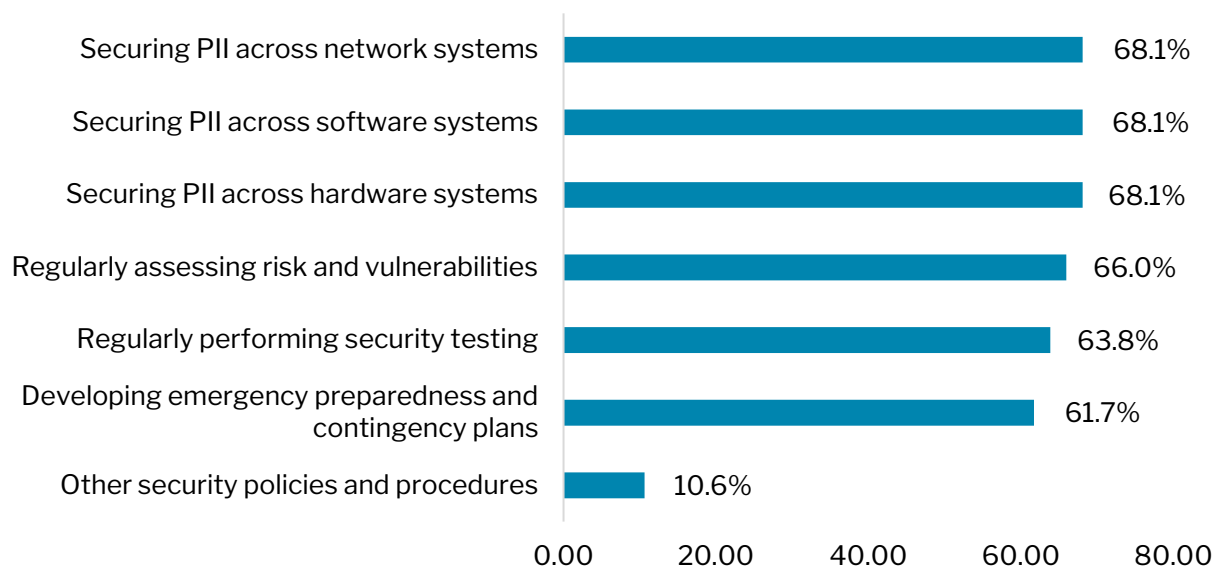 Securing PII across network systems 68.1%
Securing PII across software systems 68.1%
Securing PII across hardware systems 68.1%
Regularly assessing risk and vulnerabilities 66.0%
Regularly performing security testing 63.8%
Developing emergency preparedness and
contingency plans 61.7%
Other security policies and procedures 10.6%
0.00 20.00 40.00 60.00 80.00